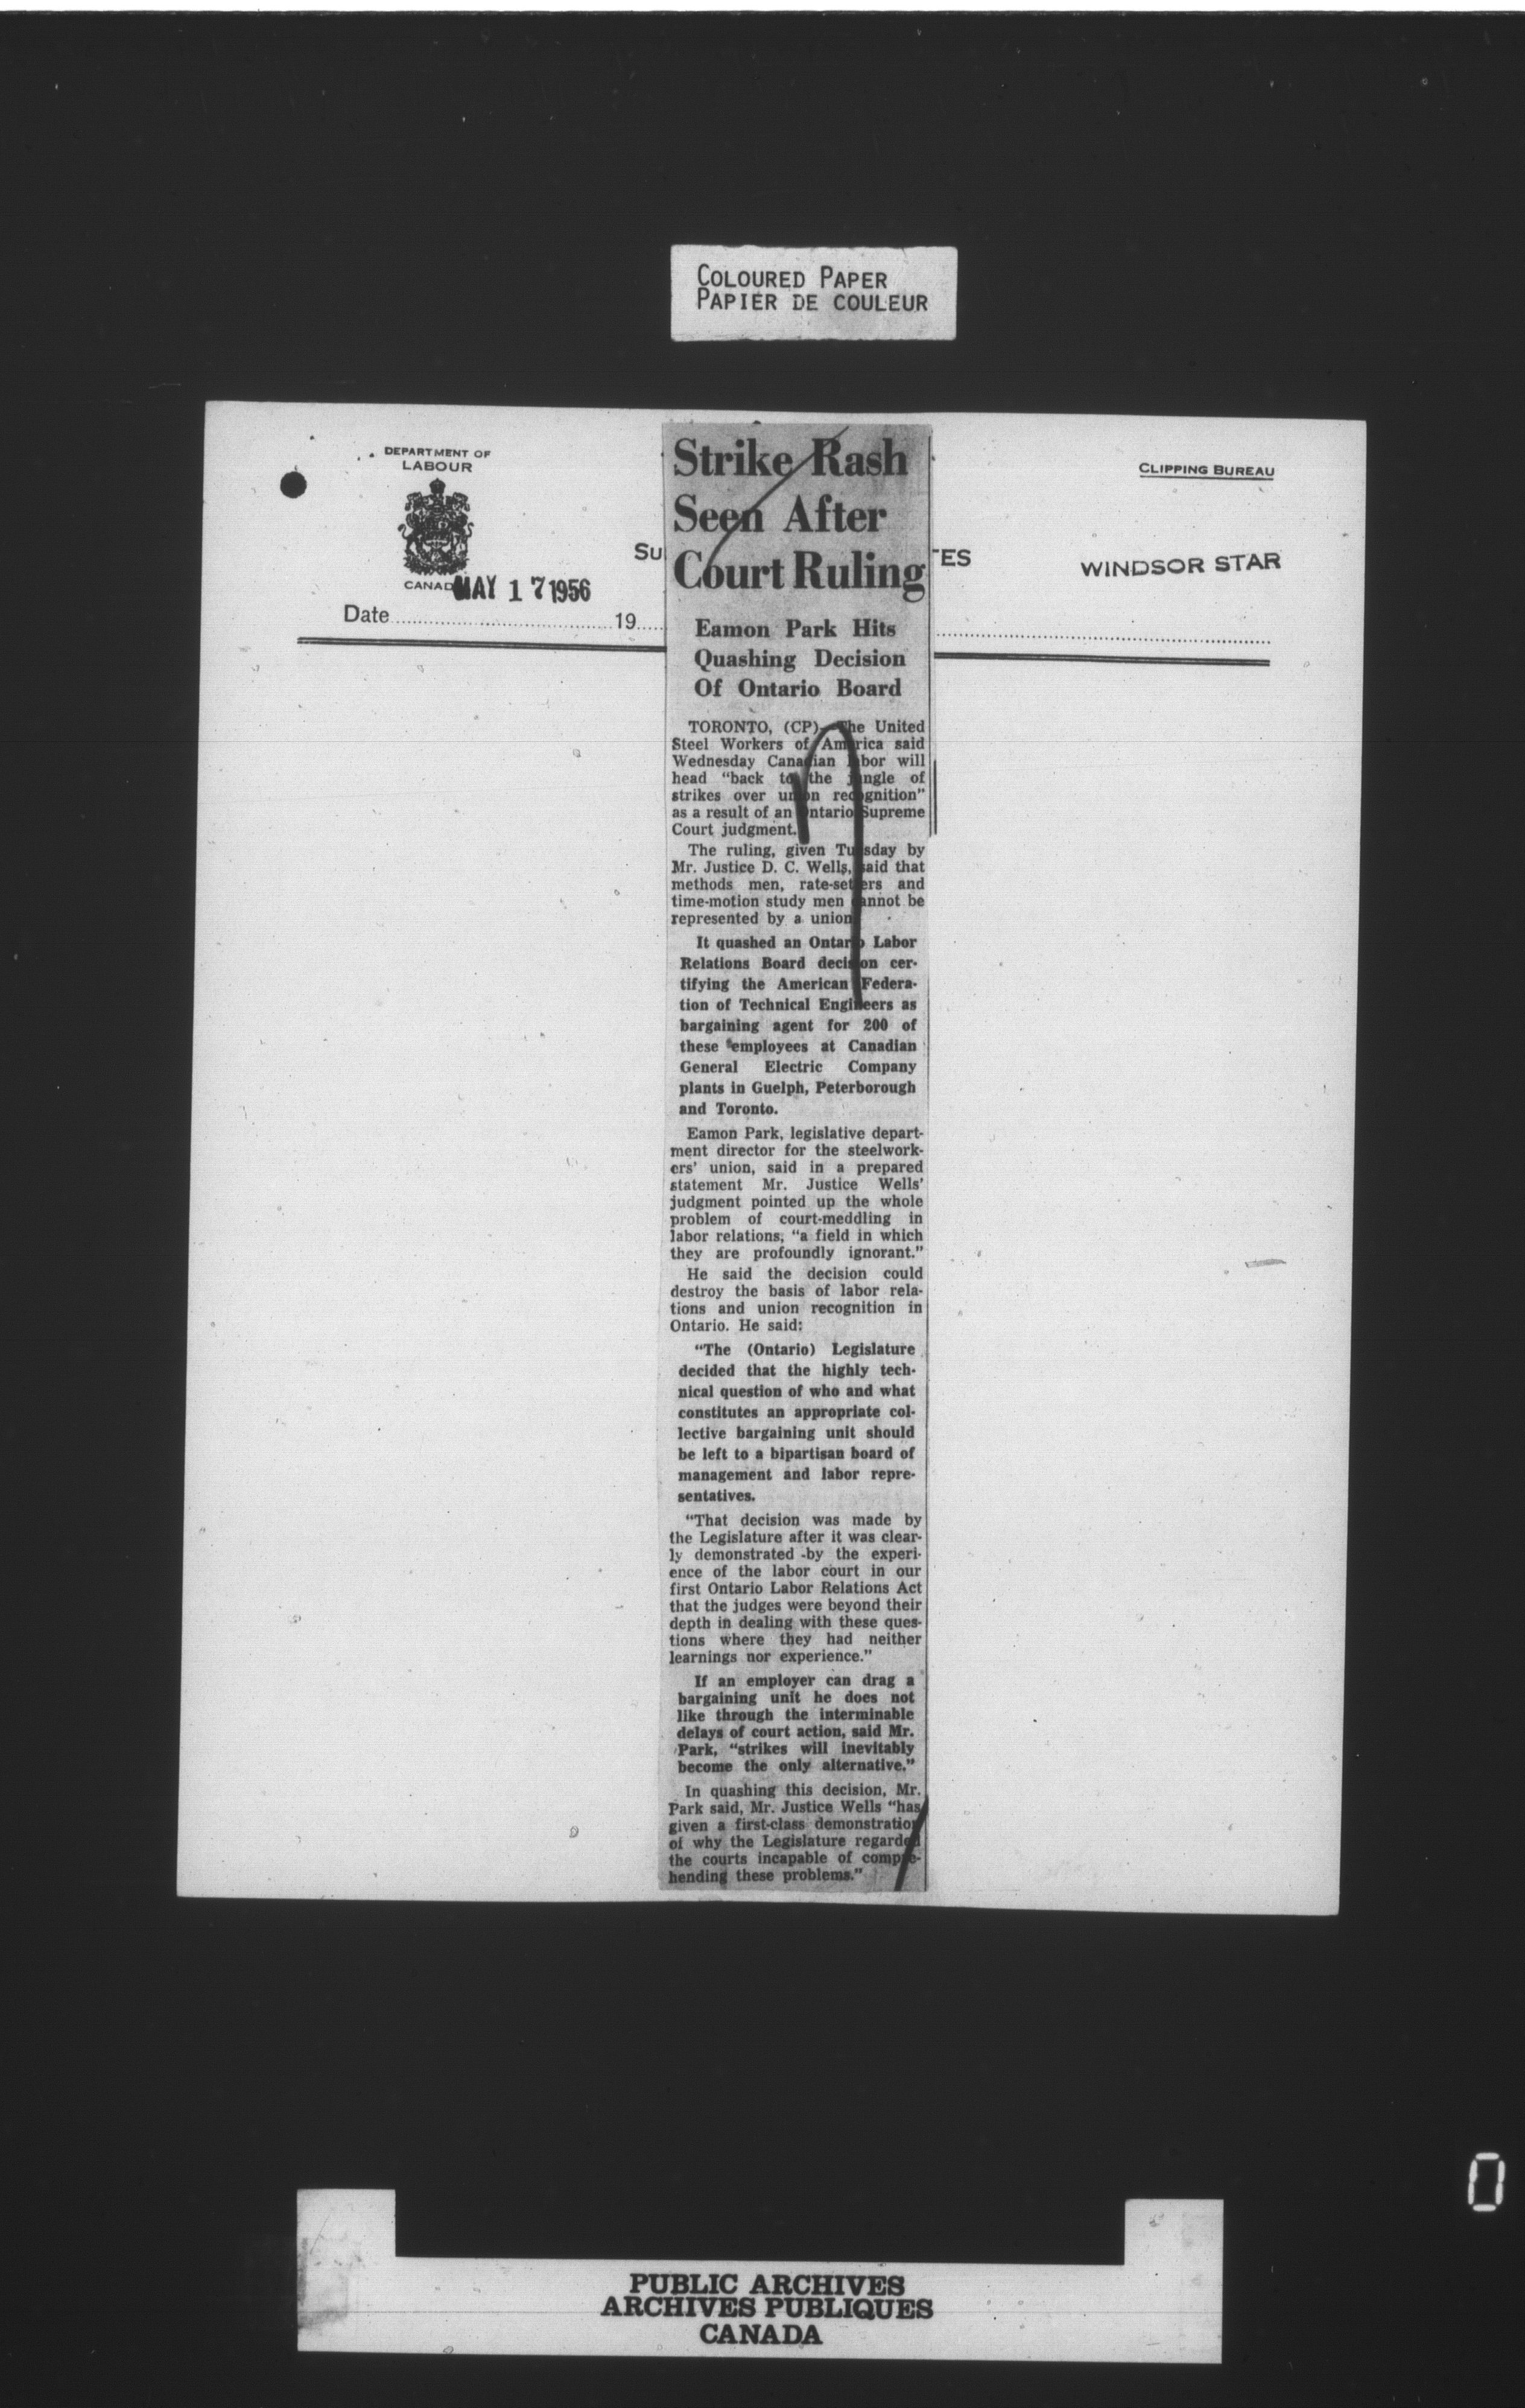 COLOURED PAPER
PAPIER DE COULEUR
DEPARTMENT OF
LABOUR
CANADA
MAY 17 1956
Date 19
CLIPPING BUREAU
WINDSOR STAR
Strike Rash
Seen After
Court Ruling
Eamon Park Hits
Quashing Decision
Of Ontario Board
TORONTO, (CP)—The United
Steel Workers of America said
Wednesday Canadian labor will
head "back to the jungle of
strikes over union recognition"
as a result of an Ontario Supreme
Court judgment.
The ruling, given Tuesday by
Mr. Justice D. C. Wells, said that
methods men, rate-setters and
time-motion study men cannot be
represented by a union.
It quashed an Ontario Labor
Relations Board decision cer-
tifying the American Federa-
tion of Technical Engineers as
bargaining agent for 200 of
these employees at Canadian
General Electric Company
plants in Guelph, Peterborough
and Toronto.
Eamon Park, legislative depart-
ment director for the steelwork-
ers' union, said in a prepared
statement Mr. Justice Wells'
judgment pointed up the whole
problem of court-meddling in
labor relations, "a field in which
they are profoundly ignorant."
He said the decision could
destroy the basis of labor rela-
tions and union recognition in
Ontario. He said:
"The (Ontario) Legislature
decided that the highly tech-
nical question of who and what
constitutes an appropriate col-
lective bargaining unit should
be left to a bipartisan board of
management and labor repre-
sentatives.
"That decision was made by
the Legislature after it was clear-
ly demonstrated by the experi-
ence of the labor court in our
first Ontario Labor Relations Act
that the judges were beyond their
depth in dealing with these ques-
tions where they had neither
learnings nor experience."
If an employer can drag a
bargaining unit he does not
like through the interminable
delays of court action, said Mr.
Park, "strikes will inevitably
become the only alternative."
In quashing this decision, Mr.
Park said, Mr. Justice Wells "has
given a first-class demonstration
of why the Legislature regarded
the courts incapable of compre-
hending these problems."
0
PUBLIC ARCHIVES
ARCHIVES PUBLIQUES
CANADA